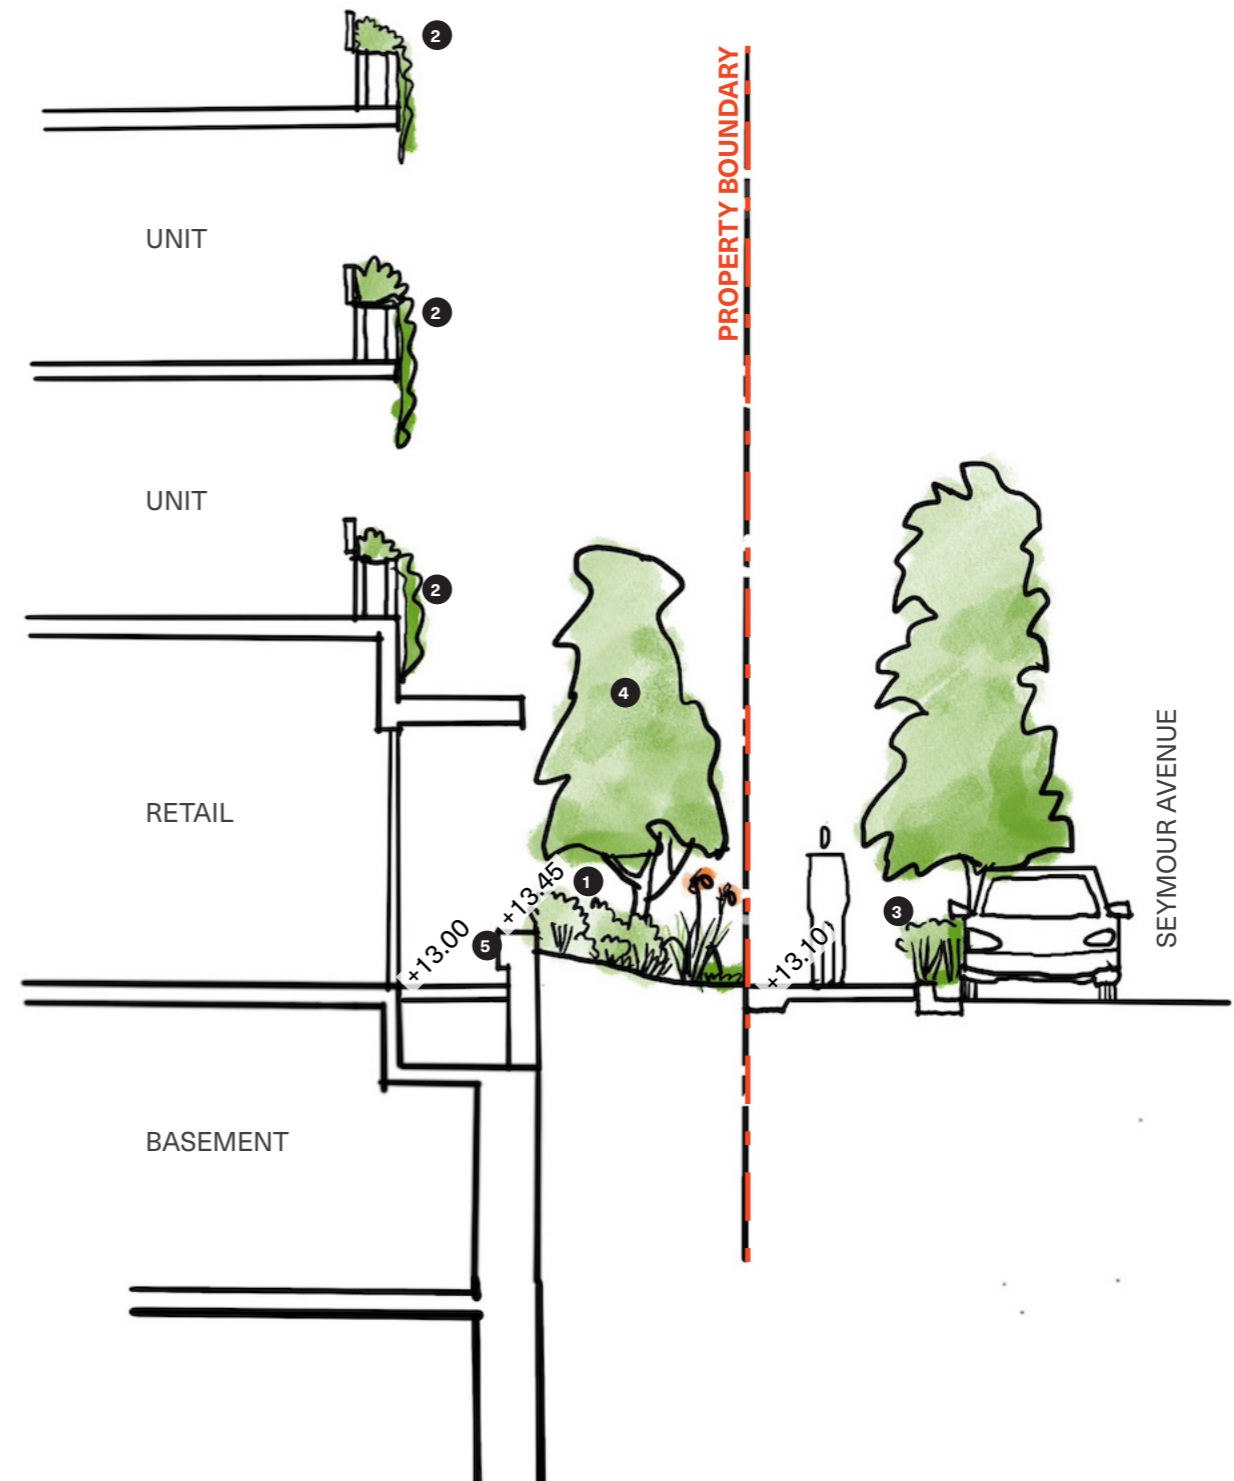 2
PROPERTY BOUNDARY
UNIT
2
UNIT
2
4
RETAIL
SEYMOUR AVENUE
1
+13.45
3
+13.00
5
+13.10
BASEMENT